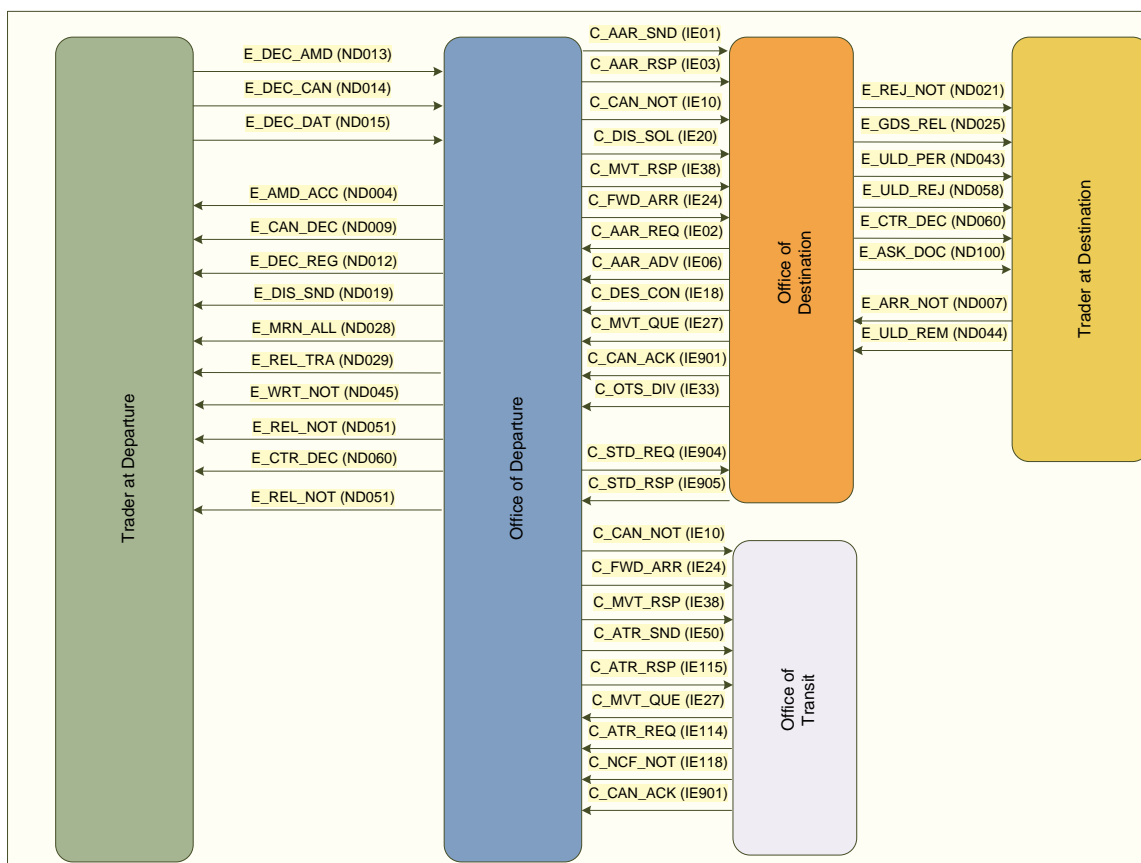 Trader at Departure
E_DEC_AMD (ND013)
E_DEC_CAN (ND014)
E_DEC_DAT (ND015)
E_AMD_ACC (ND004)
E_CAN_DEC (ND009)
E_DEC_REG (ND012)
E_DIS_SND (ND019)
E_MRN_ALL (ND028)
E_REL_TRA (ND029)
E_WRT_NOT (ND045)
E_REL_NOT (ND051)
E_CTR_DEC (ND060)
E_REL_NOT (ND051)
Office of Departure
C_AAR_SND (IE01)
C_AAR_RSP (IE03)
C_CAN_NOT (IE10)
C_DIS_SOL (IE20)
C_MVT_RSP (IE38)
C_FWD_ARR (IE24)
C_AAR_REQ (IE02)
C_AAR_ADV (IE06)
C_DES_CON (IE18)
C_MVT_QUE (IE27)
C_CAN_ACK (IE901)
C_OTS_DIV (IE33)
C_STD_REQ (IE904)
C_STD_RSP (IE905)
C_CAN_NOT (IE10)
C_FWD_ARR (IE24)
C_MVT_RSP (IE38)
C_ATR_SND (IE50)
C_ATR_RSP (IE115)
C_MVT_QUE (IE27)
C_ATR_REQ (IE114)
C_NCF_NOT (IE118)
C_CAN_ACK (IE901)
Office of
Destination
Office of
Transit
E_REJ_NOT (ND021)
E_GDS_REL (ND025)
E_ULD_PER (ND043)
E_ULD_REJ (ND058)
E_CTR_DEC (ND060)
E_ASK_DOC (ND100)
E_ARR_NOT (ND007)
E_ULD_REM (ND044)
Trader at Destination